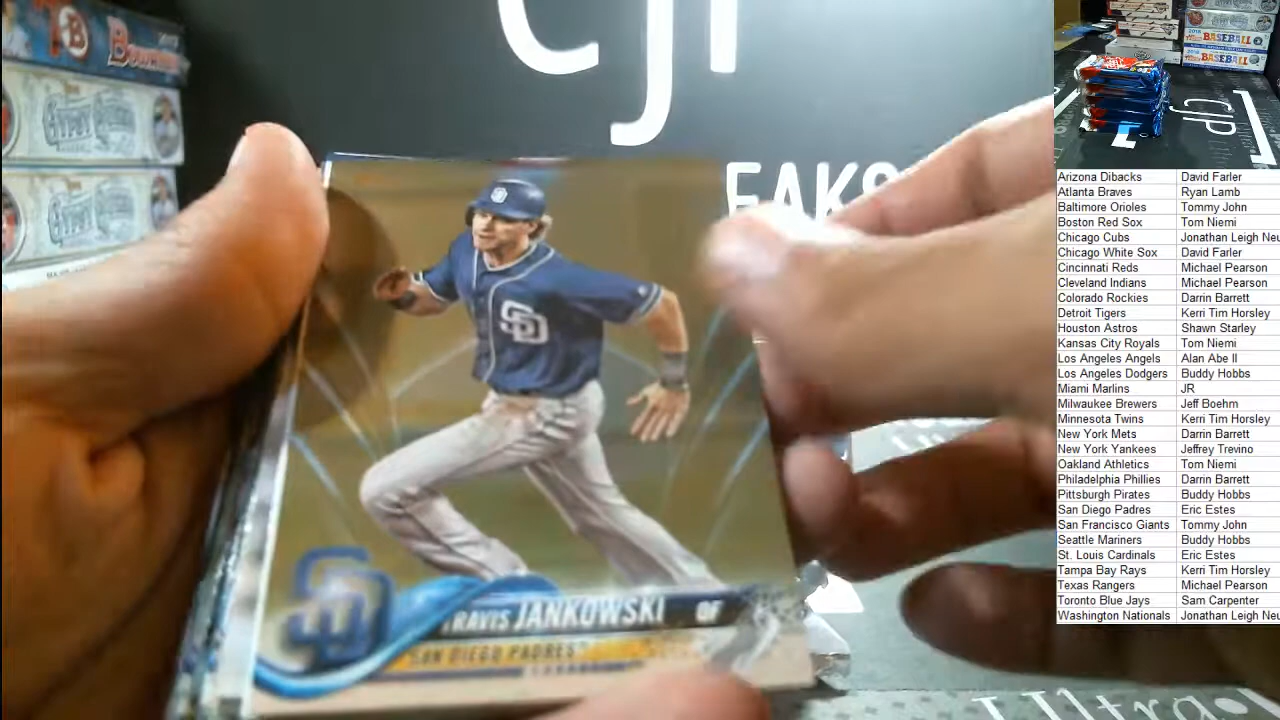 Bowman
GYPSY QUEEN
CJP
EAKS
SD
TRAVIS JANKOWSKI OF
SAN DIEGO PADRES
Ultra
BASEBALL
BASEBALL
CJP
Arizona Dibacks David Farler
Atlanta Braves Ryan Lamb
Baltimore Orioles Tommy John
Boston Red Sox Tom Niemi
Chicago Cubs Jonathan Leigh Neu
Chicago White Sox David Farler
Cincinnati Reds Michael Pearson
Cleveland Indians Michael Pearson
Colorado Rockies Darrin Barrett
Detroit Tigers Kerri Tim Horsley
Houston Astros Shawn Starley
Kansas City Royals Tom Niemi
Los Angeles Angels Alan Abe II
Los Angeles Dodgers Buddy Hobbs
Miami Marlins JR
Milwaukee Brewers Jeff Boehm
Minnesota Twins Kerri Tim Horsley
New York Mets Darrin Barrett
New York Yankees Jeffrey Trevino
Oakland Athletics Tom Niemi
Philadelphia Phillies Darrin Barrett
Pittsburgh Pirates Buddy Hobbs
San Diego Padres Eric Estes
San Francisco Giants Tommy John
Seattle Mariners Buddy Hobbs
St. Louis Cardinals Eric Estes
Tampa Bay Rays Kerri Tim Horsley
Texas Rangers Michael Pearson
Toronto Blue Jays Sam Carpenter
Washington Nationals Jonathan Leigh Neu